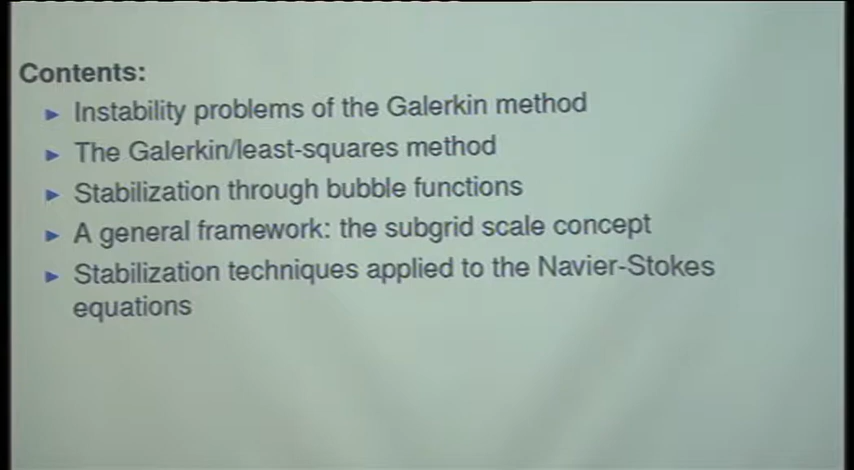 Contents:
► Instability problems of the Galerkin method
► The Galerkin/least-squares method
► Stabilization through bubble functions
► A general framework: the subgrid scale concept
► Stabilization techniques applied to the Navier-Stokes
equations